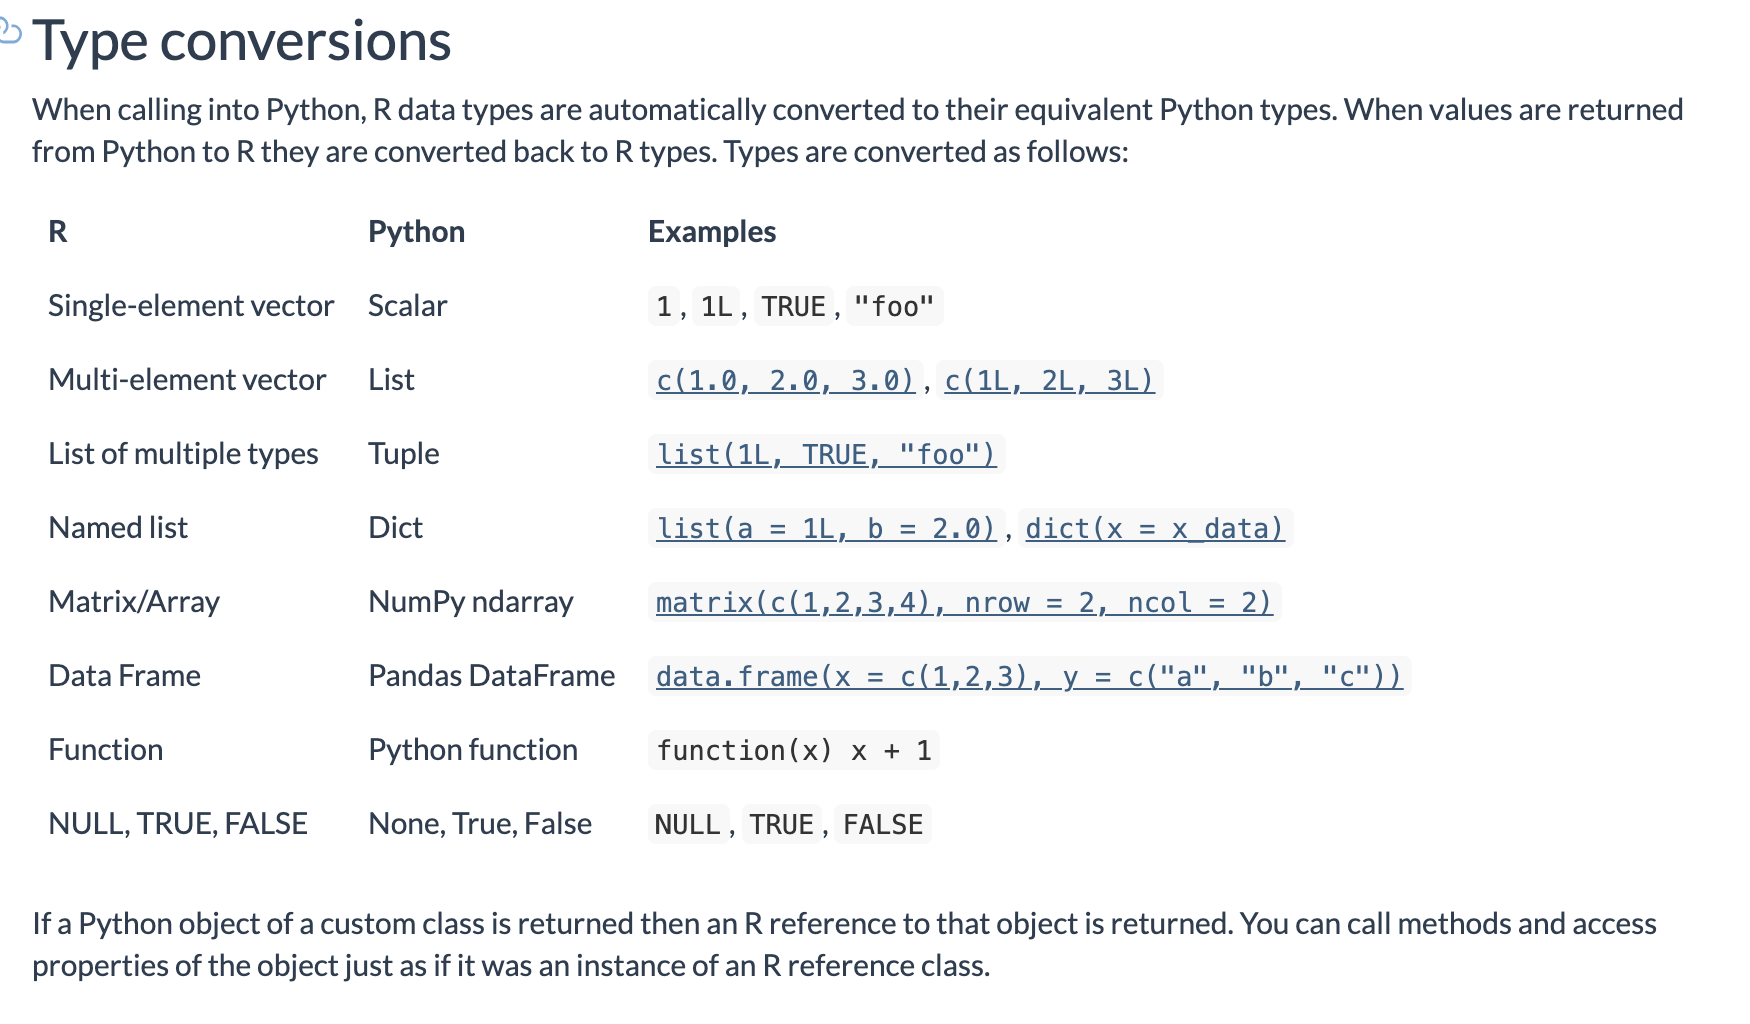 Type conversions
When calling into Python, R data types are automatically converted to their equivalent Python types. When values are returned
from Python to R they are converted back to R types. Types are converted as follows:
R Python Examples
Single-element vector Scalar 1, 1L, TRUE, "foo"
Multi-element vector List c(1.0, 2.0, 3.0), c(1L, 2L, 3L)
List of multiple types Tuple list(1L, TRUE, "foo")
Named list Dict list(a = 1L, b = 2.0), dict(x = x_data)
Matrix/Array NumPy ndarray matrix(c(1,2,3,4), nrow = 2, ncol = 2)
Data Frame Pandas DataFrame data.frame(x = c(1,2,3), y = c("a", "b", "c"))
Function Python function function(x) x + 1
NULL, TRUE, FALSE None, True, False NULL, TRUE, FALSE
If a Python object of a custom class is returned then an R reference to that object is returned. You can call methods and access
properties of the object just as if it was an instance of an R reference class.